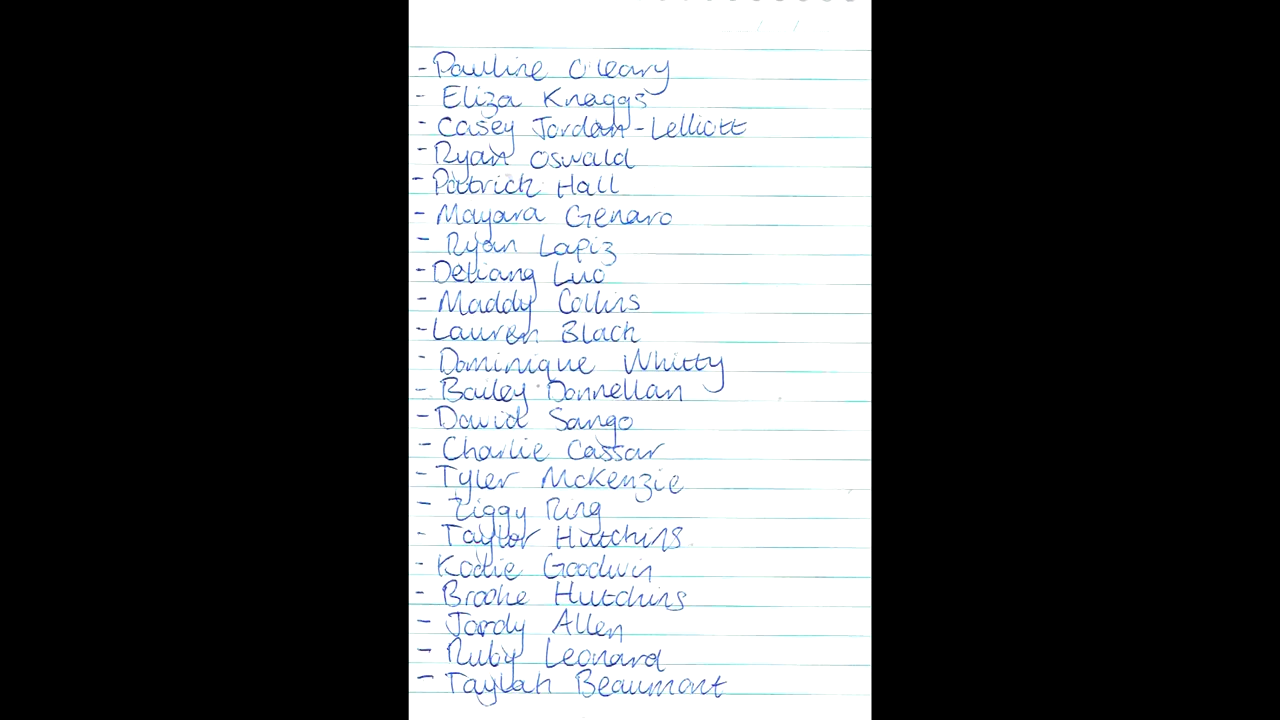 - Pauline O'leary
- Eliza Knaggs
- Casey Jordan-Lelliott
- Ryan Oswald
- Patrick Hall
- Mayara Genaro
- Ryan Lapiz
- Deliang Luo
- Maddy Collins
- Lauren Black
- Dominique Whitty
- Bailey Donnellan
- David Sango
- Charlie Cassar
- Tyler McKenzie
- Ziggy Ring
- Taylor Hutchins
- Kodie Goodwin
- Brooke Hutchins
- Jordy Allen
- Ruby Leonard
- Taylah Beaumont